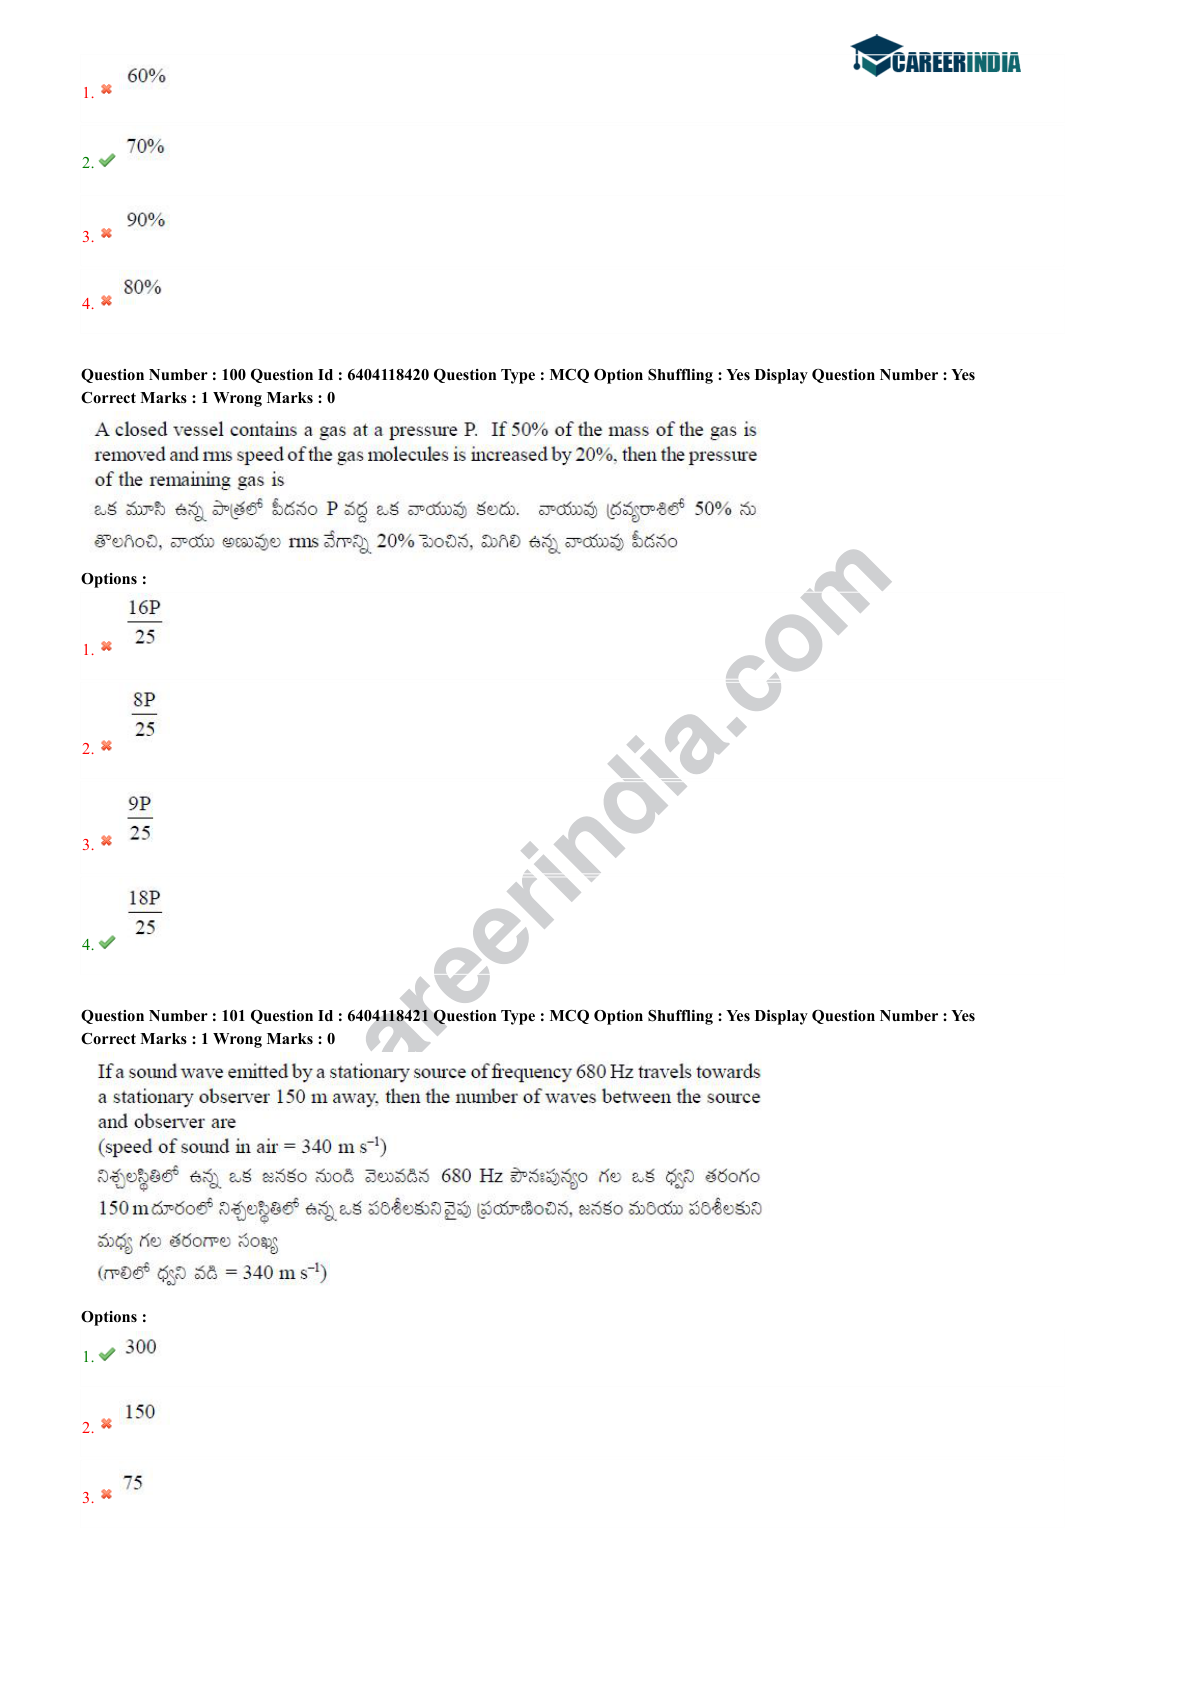 CAREERINDIA
60%
1.
70%
2.
90%
3.
80%
4.
Question Number : 100 Question Id : 6404118420 Question Type : MCQ Option Shuffling : Yes Display Question Number : Yes
Correct Marks : 1 Wrong Marks : 0
A closed vessel contains a gas at a pressure P. If 50% of the mass of the gas is
removed and rms speed of the gas molecules is increased by 20%, then the pressure
of the remaining gas is
ఒక మూసి ఉన్న పాత్రలో పీడనం P వద్ద ఒక వాయువు కలదు. వాయువు ద్రవ్యరాశిలో 50% ను
తొలగించి, వాయు అణువుల rms వేగాన్ని 20% పెంచిన, మిగిలి ఉన్న వాయువు పీడనం
Options :
16P
25
1.
8P
25
2.
9P
25
3.
18P
25
4.
areerindia.com
Question Number : 101 Question Id : 6404118421 Question Type : MCQ Option Shuffling : Yes Display Question Number : Yes
Correct Marks : 1 Wrong Marks : 0
If a sound wave emitted by a stationary source of frequency 680 Hz travels towards
a stationary observer 150 m away, then the number of waves between the source
and observer are
(speed of sound in air = 340 m s⁻¹)
నిశ్చలస్థితిలో ఉన్న ఒక జనకం నుండి వెలువడిన 680 Hz పౌనఃపున్యం గల ఒక ధ్వని తరంగం
150 m దూరంలో నిశ్చలస్థితిలో ఉన్న ఒక పరిశీలకుని వైపు ప్రయాణించిన, జనకం మరియు పరిశీలకుని
మధ్య గల తరంగాల సంఖ్య
(గాలిలో ధ్వని వడి = 340 m s⁻¹)
Options :
300
1.
150
2.
75
3.